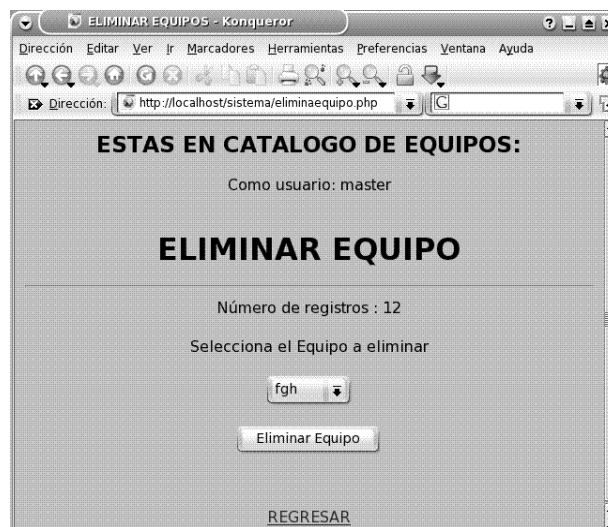 ELIMINAR EQUIPOS - Konqueror
Dirección Editar Ver Ir Marcadores Herramientas Preferencias Ventana Ayuda
Dirección: http://localhost/sistema/eliminaequipo.php G
ESTAS EN CATALOGO DE EQUIPOS:
Como usuario: master
ELIMINAR EQUIPO
Número de registros : 12
Selecciona el Equipo a eliminar
fgh
Eliminar Equipo
REGRESAR